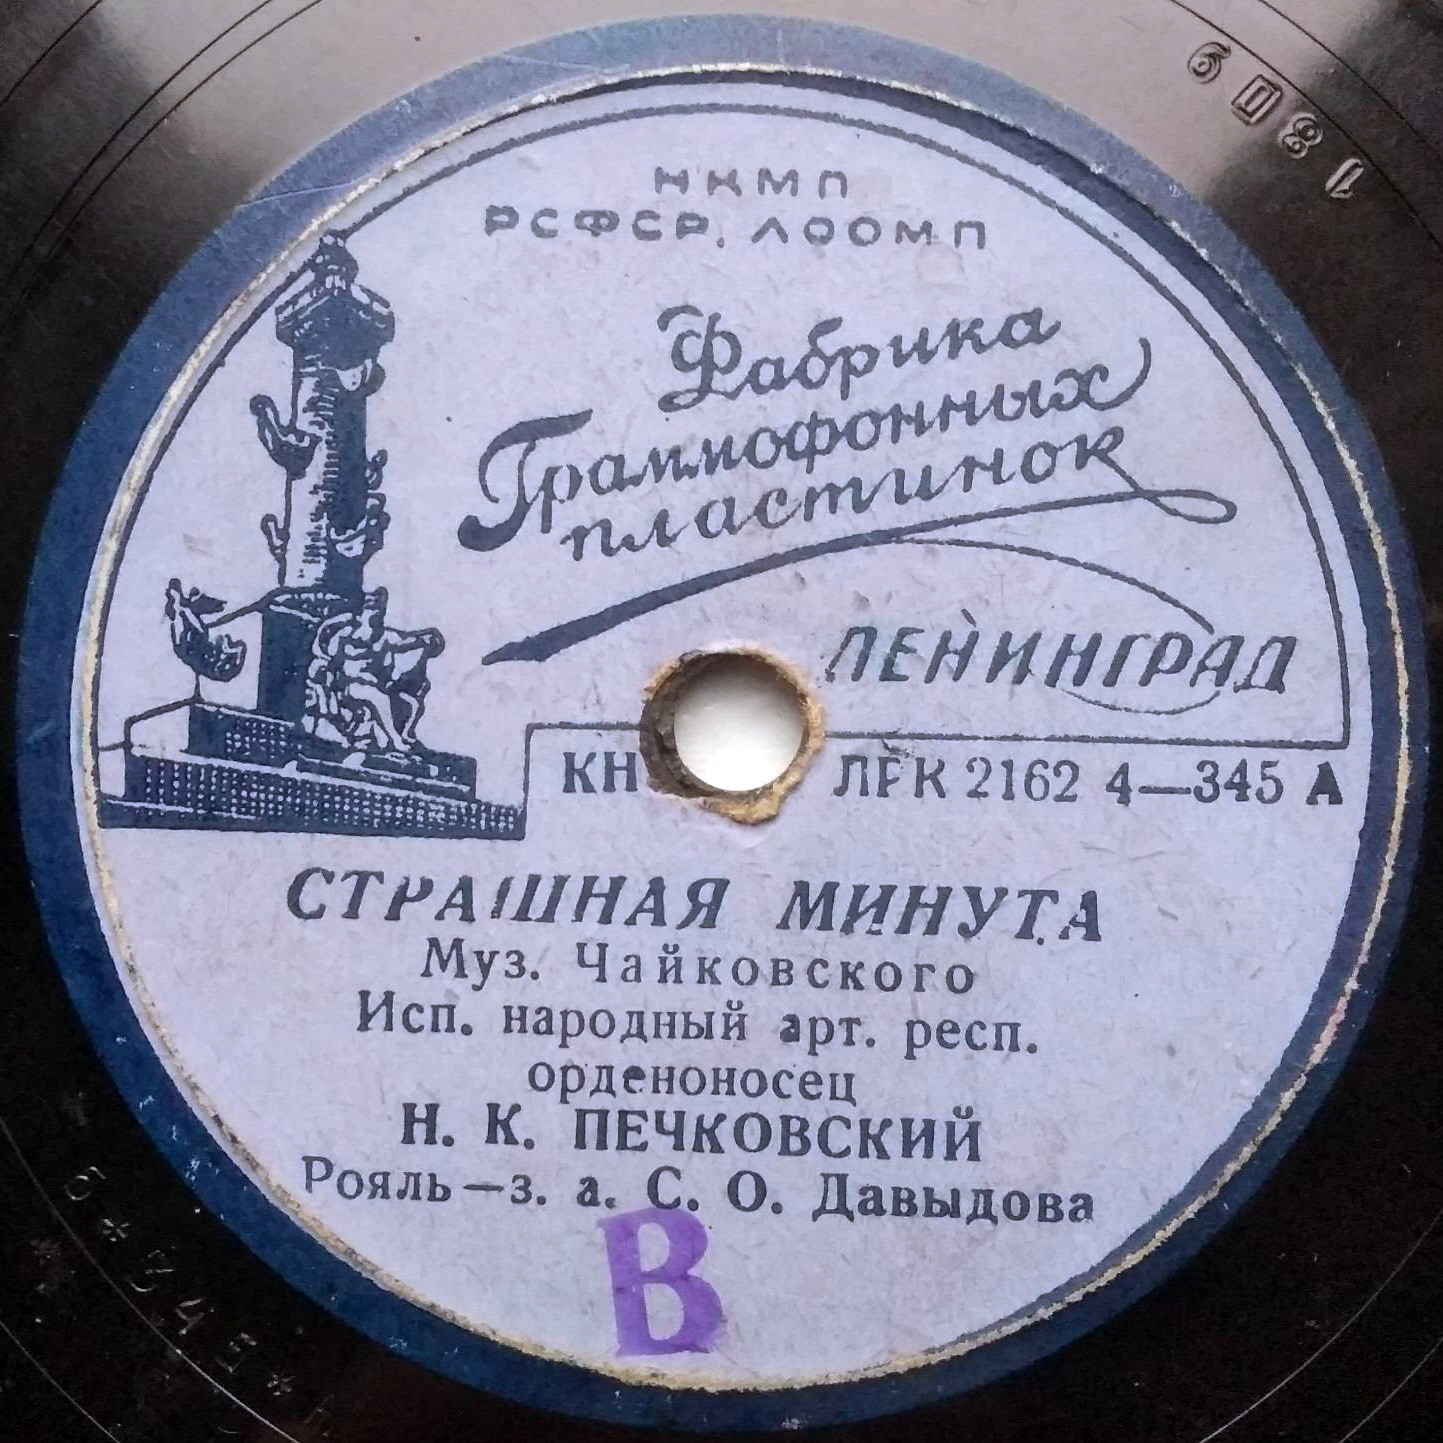 НКМП
РСФСР, ЛООМП
Фабрика
Граммофонных
пластинок
ЛЕНИНГРАД
КН ЛРК 2162 4—345 А
СТРАШНАЯ МИНУТА
Муз. Чайковского
Исп. народный арт. респ.
орденоносец
Н. К. ПЕЧКОВСКИЙ
Рояль—з. а. С. О. Давыдова
В